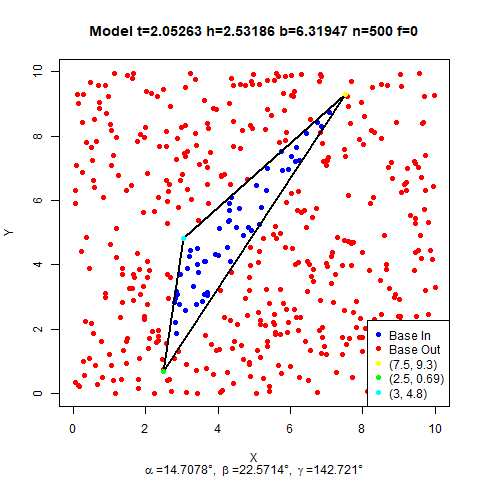 Model t=2.05263 h=2.53186 b=6.31947 n=500 f=0
Y
10
8
6
4
2
0
0 2 4 6 8 10
Base In
Base Out
(7.5, 9.3)
(2.5, 0.69)
(3, 4.8)
X
α=14.7078°, β=22.5714°, γ=142.721°